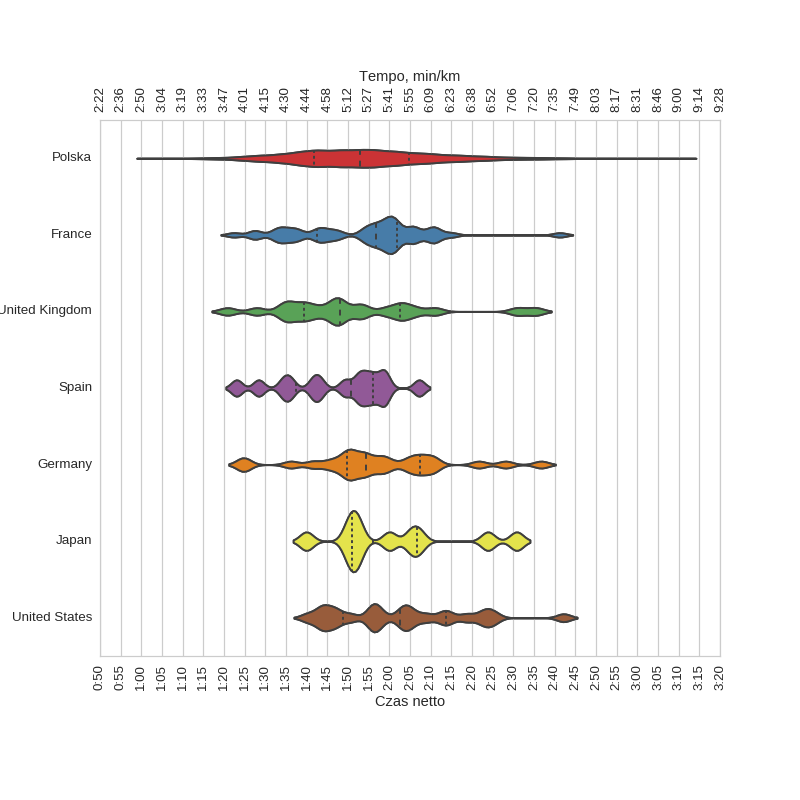 Tempo, min/km
2:22 2:36 2:50 3:04 3:19 3:33 3:47 4:01 4:15 4:30 4:44 4:58 5:12 5:27 5:41 5:55 6:09 6:23 6:38 6:52 7:06 7:20 7:35 7:49 8:03 8:17 8:31 8:46 9:00 9:14 9:28
Polska
France
United Kingdom
Spain
Germany
Japan
United States
0:50 0:55 1:00 1:05 1:10 1:15 1:20 1:25 1:30 1:35 1:40 1:45 1:50 1:55 2:00 2:05 2:10 2:15 2:20 2:25 2:30 2:35 2:40 2:45 2:50 2:55 3:00 3:05 3:10 3:15 3:20
Czas netto